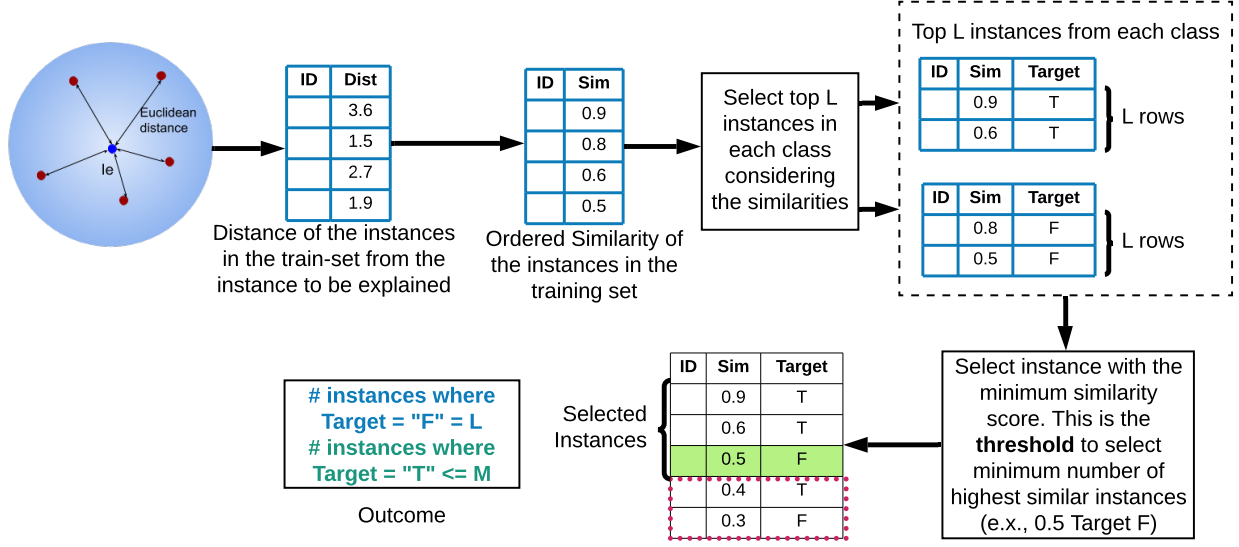 Euclidean
distance
Ie
ID Dist
3.6
1.5
2.7
1.9
Distance of the instances
in the train-set from the
instance to be explained
ID Sim
0.9
0.8
0.6
0.5
Ordered Similarity of
the instances in the
training set
Select top L
instances in
each class
considering
the similarities
Top L instances from each class
ID Sim Target
0.9 T
0.6 T
L rows
ID Sim Target
0.8 F
0.5 F
L rows
Select instance with the
minimum similarity
score. This is the
threshold to select
minimum number of
highest similar instances
(e.x., 0.5 Target F)
ID Sim Target
0.9 T
0.6 T
0.5 F
0.4 T
0.3 F
Selected
Instances
# instances where
Target = "F" = L
# instances where
Target = "T" <= M
Outcome